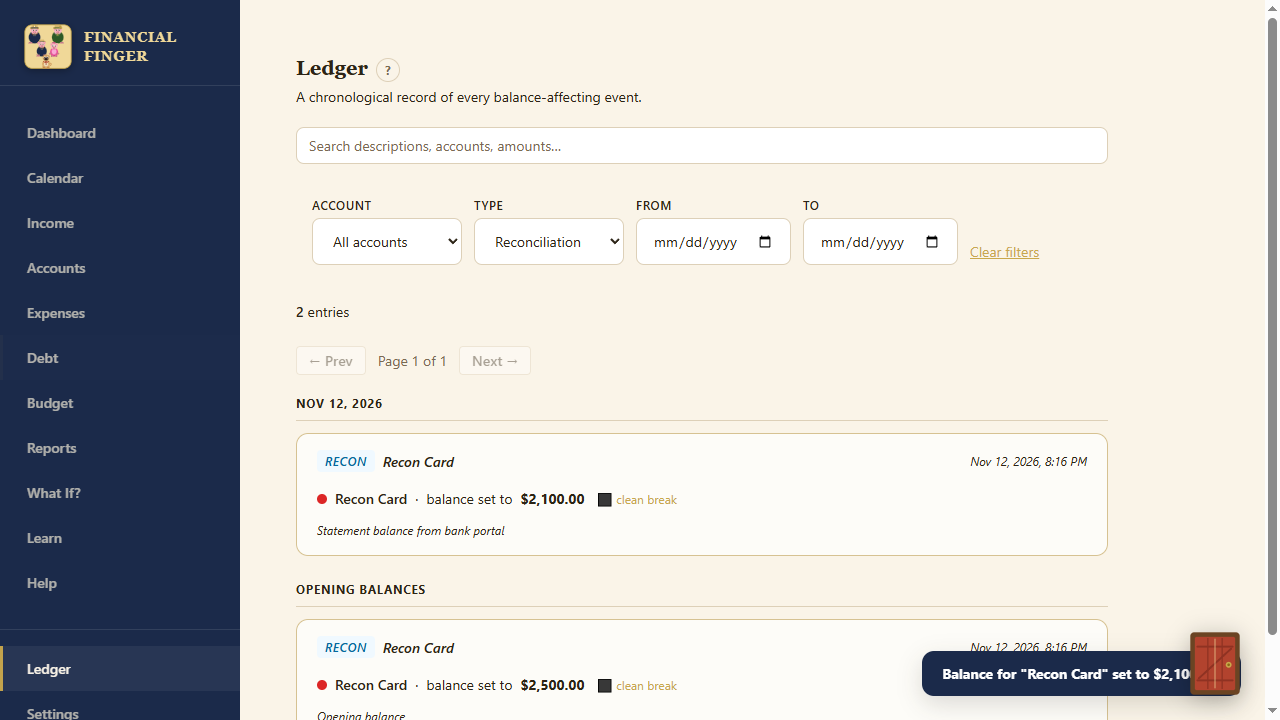 FINANCIAL
FINGER
Dashboard
Calendar
Income
Accounts
Expenses
Debt
Budget
Reports
What If?
Learn
Help
Ledger
Settings
Ledger ?
A chronological record of every balance-affecting event.
Search descriptions, accounts, amounts...
ACCOUNT TYPE FROM TO
All accounts Reconciliation mm/dd/yyyy mm/dd/yyyy Clear filters
2 entries
← Prev Page 1 of 1 Next →
NOV 12, 2026
RECON Recon Card Nov 12, 2026, 8:16 PM
Recon Card · balance set to $2,100.00 clean break
Statement balance from bank portal
OPENING BALANCES
RECON Recon Card Nov 12, 2026, 8:16 PM
Recon Card · balance set to $2,500.00 clean break
Opening balance
Balance for "Recon Card" set to $2,10